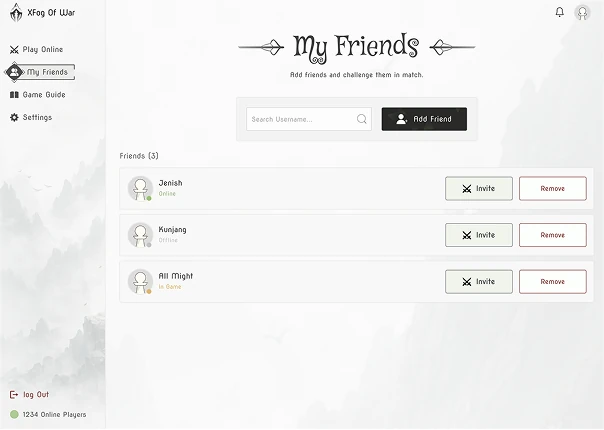 XFog Of War
Play Online
My Friends
Game Guide
Settings
log Out
1234 Online Players
My Friends
Add friends and challenge them in match.
Search Username...
Add Friend
Friends (3)
Jenish
Online
Invite
Remove
Kunjang
Offline
Invite
Remove
All Might
In Game
Invite
Remove